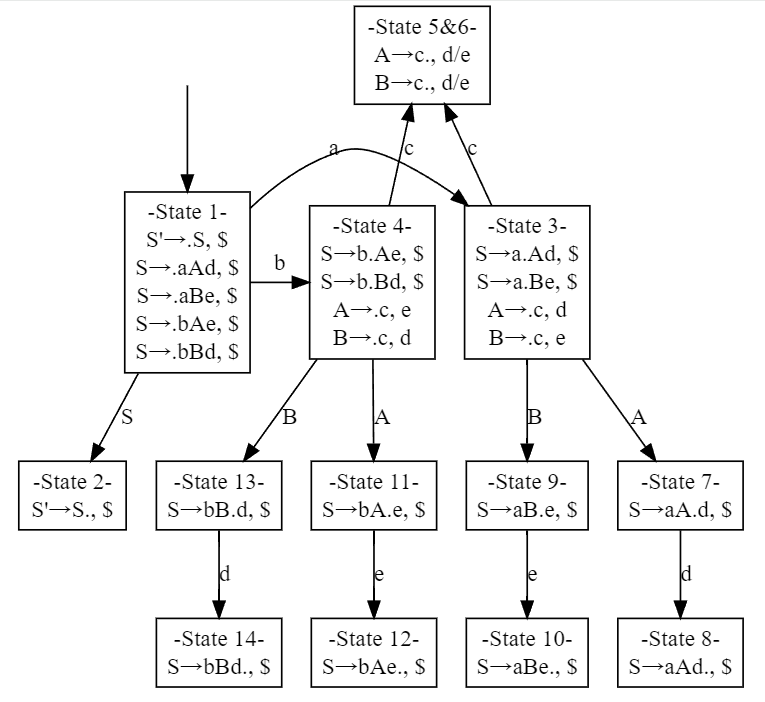 -State 5&6-
A→c., d/e
B→c., d/e
a
c
c
-State 1-
S'→.S, $
S→.aAd, $
S→.aBe, $
S→.bAe, $
S→.bBd, $
b
-State 4-
S→b.Ae, $
S→b.Bd, $
A→.c, e
B→.c, d
-State 3-
S→a.Ad, $
S→a.Be, $
A→.c, d
B→.c, e
S
B
A
B
A
-State 2-
S'→S., $
-State 13-
S→bB.d, $
-State 11-
S→bA.e, $
-State 9-
S→aB.e, $
-State 7-
S→aA.d, $
d
e
e
d
-State 14-
S→bBd., $
-State 12-
S→bAe., $
-State 10-
S→aBe., $
-State 8-
S→aAd., $